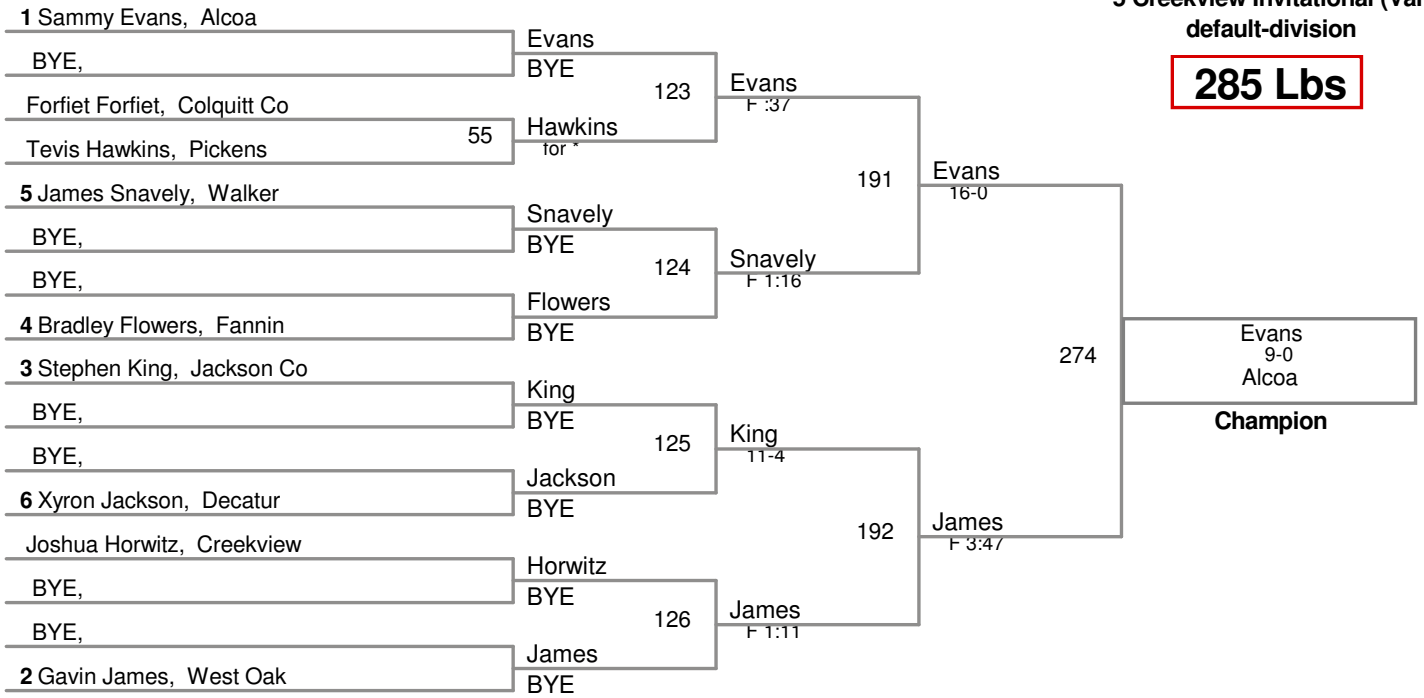 5 Creekview Invitational (Var
default-division
285 Lbs
1 Sammy Evans, Alcoa
BYE,
Forfiet Forfiet, Colquitt Co
Tevis Hawkins, Pickens
5 James Snavely, Walker
BYE,
BYE,
4 Bradley Flowers, Fannin
3 Stephen King, Jackson Co
BYE,
BYE,
6 Xyron Jackson, Decatur
Joshua Horwitz, Creekview
BYE,
BYE,
2 Gavin James, West Oak
55
Evans
BYE
Hawkins
for *
Snavely
BYE
Flowers
BYE
King
BYE
Jackson
BYE
Horwitz
BYE
James
BYE
123
124
125
126
Evans
F :37
Snavely
F 1:16
King
11-4
James
F 1:11
191
192
Evans
16-0
James
F 3:47
274
Evans
9-0
Alcoa
Champion